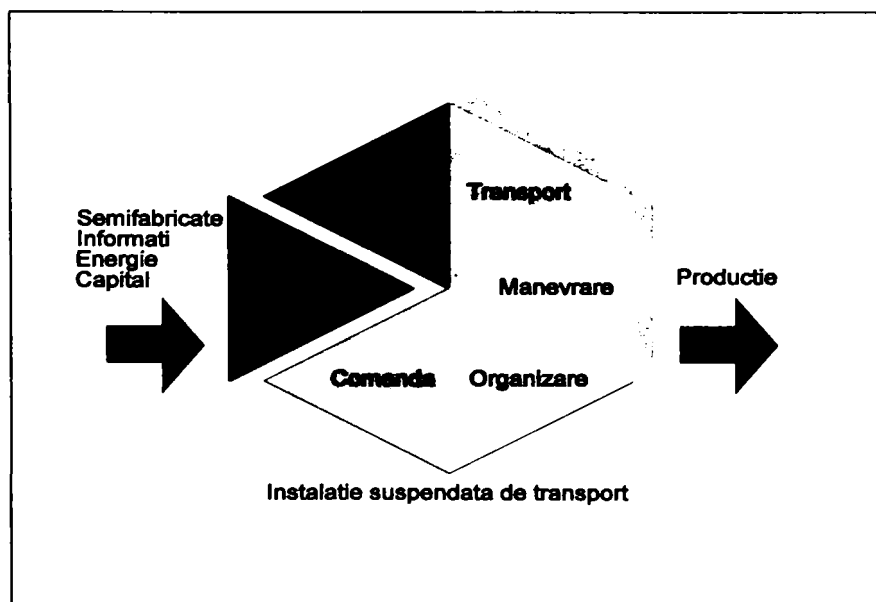 Transport
Semifabricate
Informati
Energie
Capital
Manevrare
Productie
Comanda
Organizare
Instalatie suspendata de transport